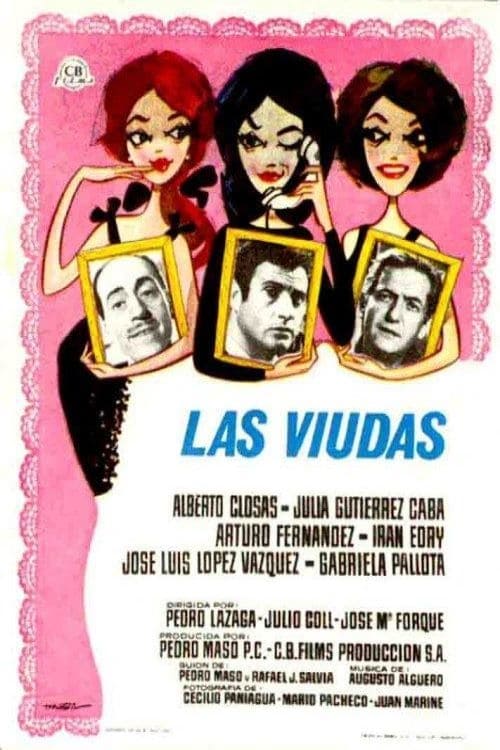 CB
Films
LAS VIUDAS
ALBERTO CLOSAS - JULIA GUTIERREZ CABA
ARTURO FERNANDEZ - IRAN EORY
JOSE LUIS LOPEZ VAZQUEZ - GABRIELA PALLOTA
DIRIGIDA POR:
PEDRO LAZAGA - JULIO COLL - JOSE Mª FORQUE
PRODUCIDA POR:
PEDRO MASO P.C. - C.B. FILMS PRODUCCION S.A.
GUION DE: MUSICA DE:
PEDRO MASO Y RAFAEL J. SALVIA AUGUSTO ALGUERO
FOTOGRAFIA DE:
CECILIO PANIAGUA - MARIO PACHECO - JUAN MARINE